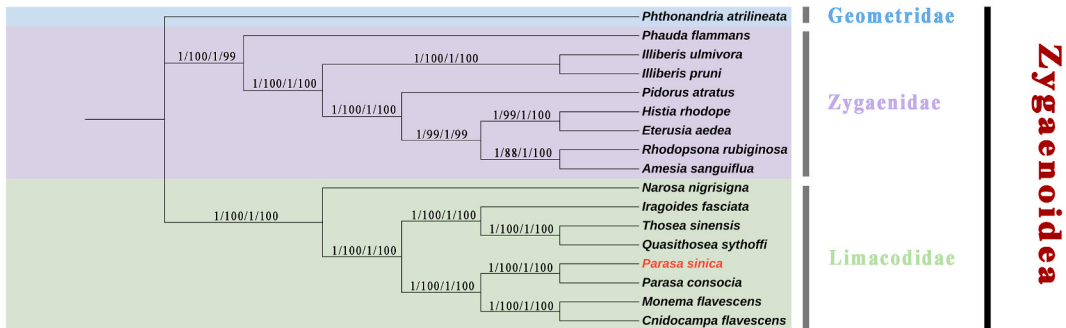 Phthonandria atrilineata
Geometridae
Phauda flammans
1/100/1/99
Illiberis ulmivora
1/100/1/100
Illiberis pruni
1/100/1/100
Pidorus atratus
1/100/1/100
Histia rhodope
1/99/1/100
Eterusia aedea
1/99/1/99
Rhodopsona rubiginosa
1/88/1/100
Amesia sanguiflua
Zygaenidae
Narosa nigrisigna
1/100/1/100
Iragoides fasciata
1/100/1/100
Thosea sinensis
1/100/1/100
Quasithosea sythoffi
1/100/1/100
Parasa sinica
1/100/1/100
Parasa consocia
1/100/1/100
Monema flavescens
1/100/1/100
Cnidocampa flavescens
Limacodidae
Zygaenoidea